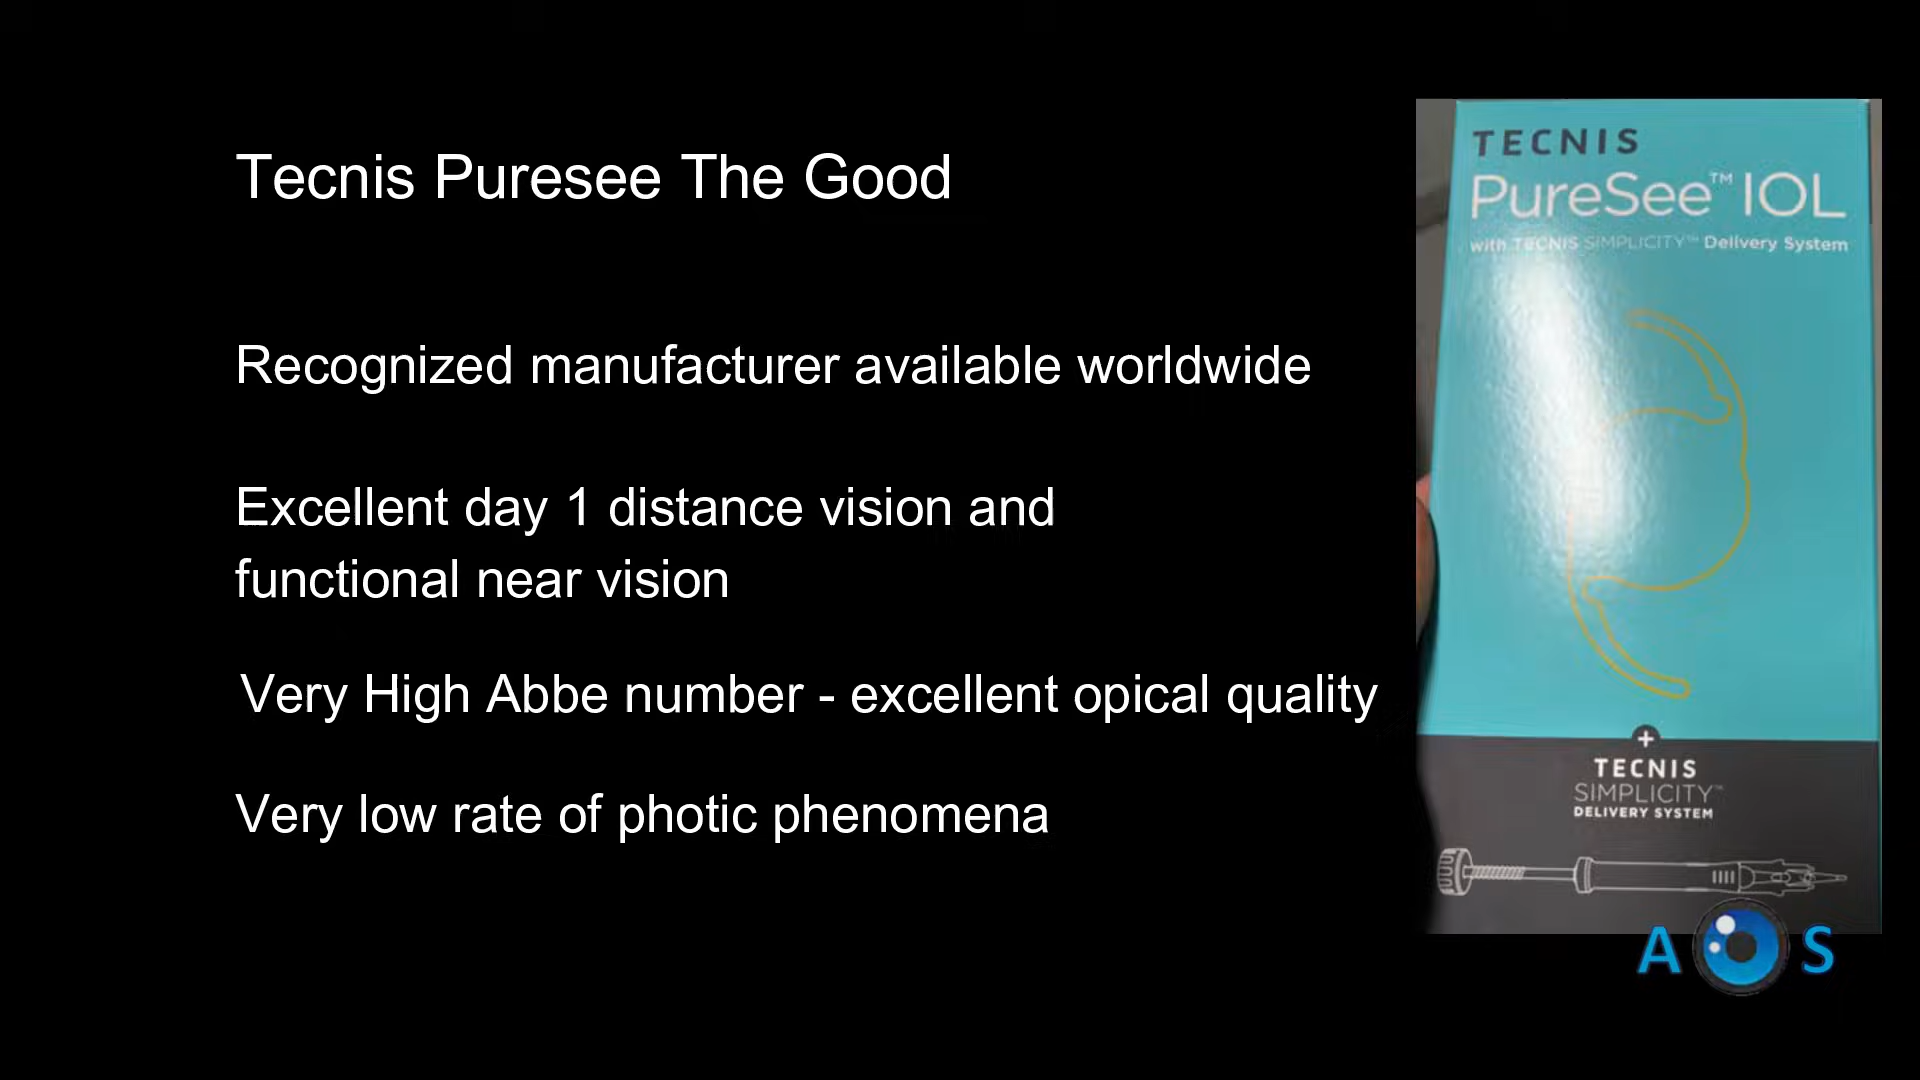 Tecnis Puresee The Good
Recognized manufacturer available worldwide
Excellent day 1 distance vision and
functional near vision
Very High Abbe number - excellent opical quality
Very low rate of photic phenomena
TECNIS
PureSee™ IOL
with TECNIS SIMPLICITY™ Delivery System
+
TECNIS
SIMPLICITY™
DELIVERY SYSTEM
A S